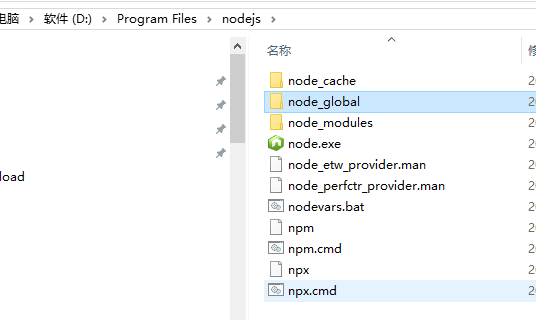 电脑 › 软件 (D:) › Program Files › nodejs ›
名称
node_cache
node_global
node_modules
node.exe
node_etw_provider.man
node_perfctr_provider.man
nodevars.bat
npm
npm.cmd
npx
npx.cmd
load